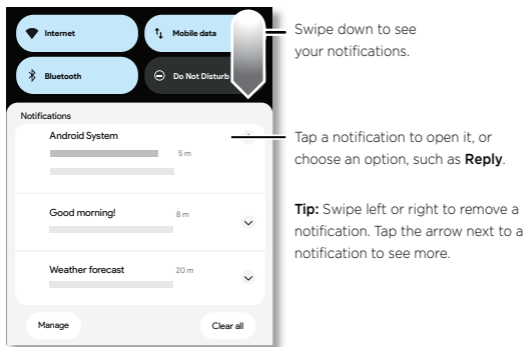 Internet
Mobile data
Bluetooth
Do Not Disturb
Swipe down to see
your notifications.
Notifications
Android System
5 m
Tap a notification to open it, or
choose an option, such as Reply.
Good morning!
8 m
Tip: Swipe left or right to remove a
notification. Tap the arrow next to a
notification to see more.
Weather forecast
20 m
Manage
Clear all